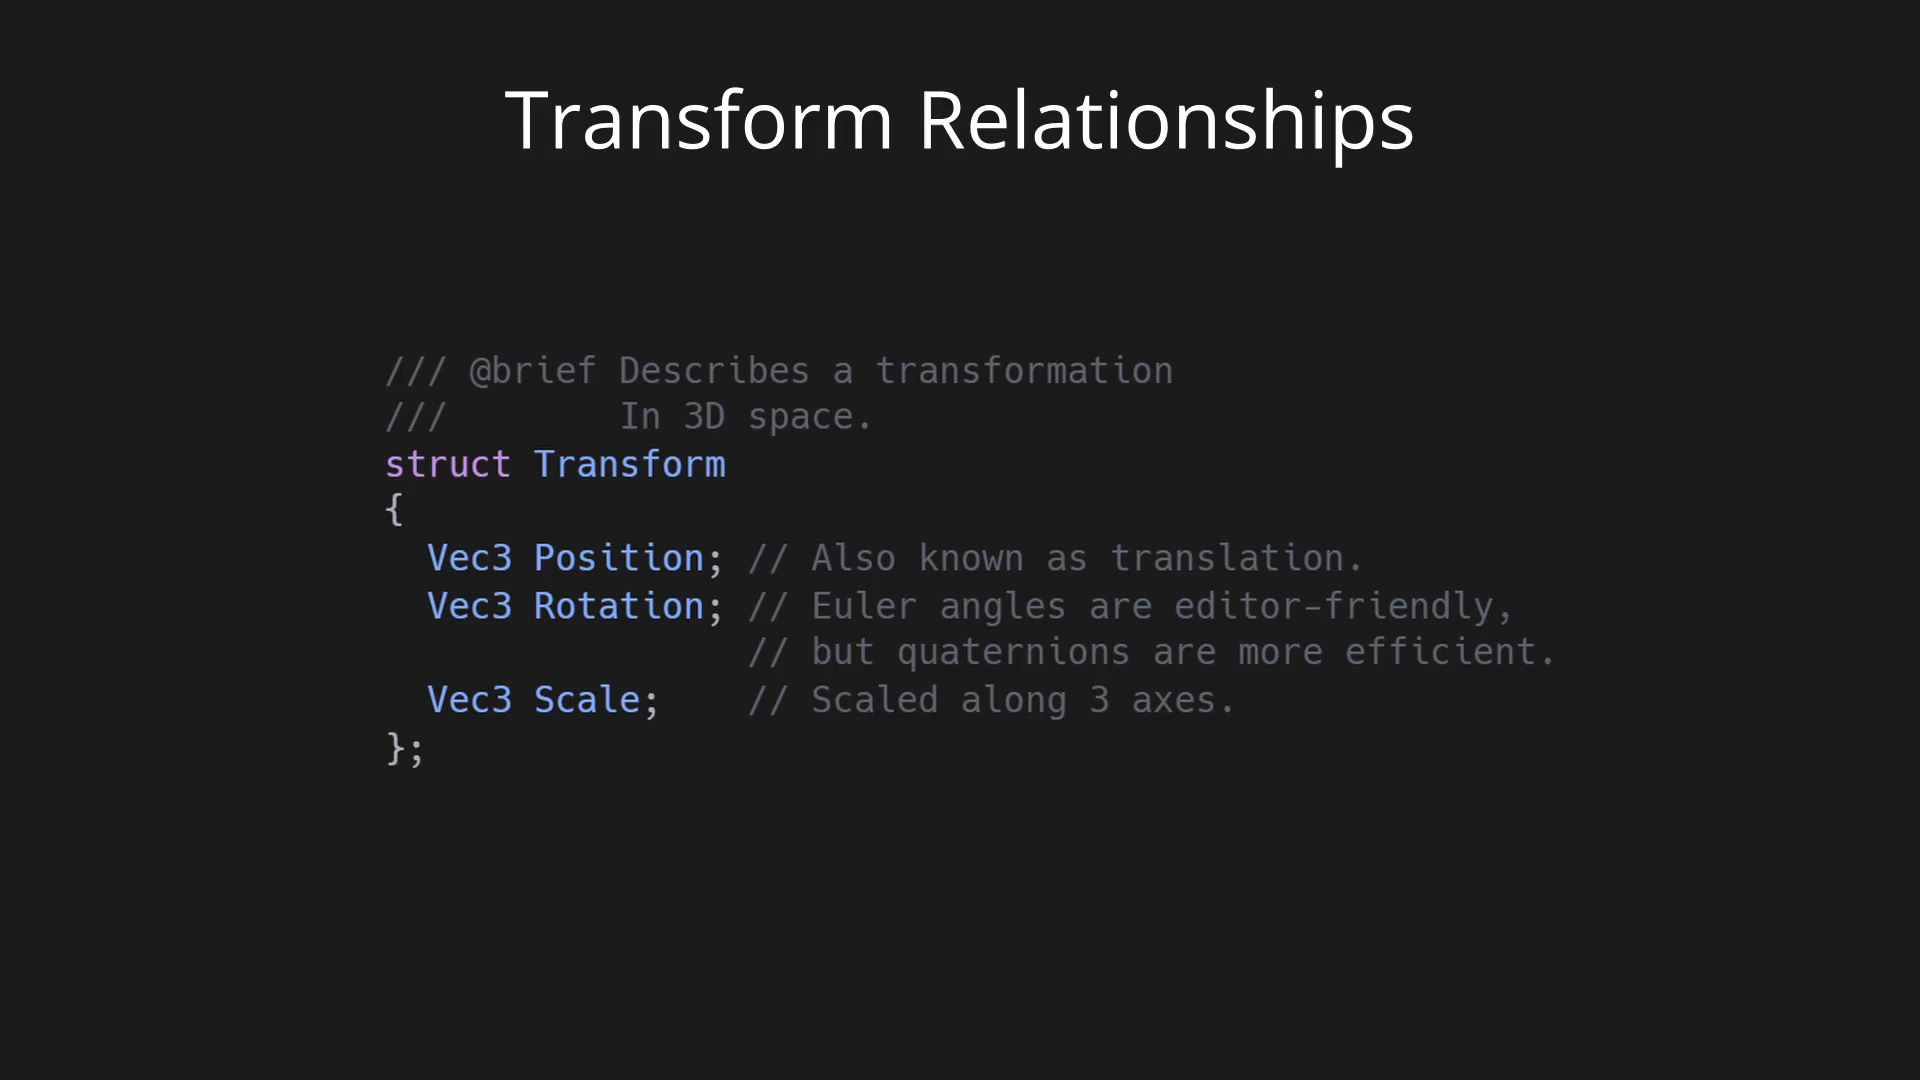 Transform Relationships
/// @brief Describes a transformation
///        In 3D space.
struct Transform
{
  Vec3 Position; // Also known as translation.
  Vec3 Rotation; // Euler angles are editor-friendly,
                 // but quaternions are more efficient.
  Vec3 Scale;    // Scaled along 3 axes.
};